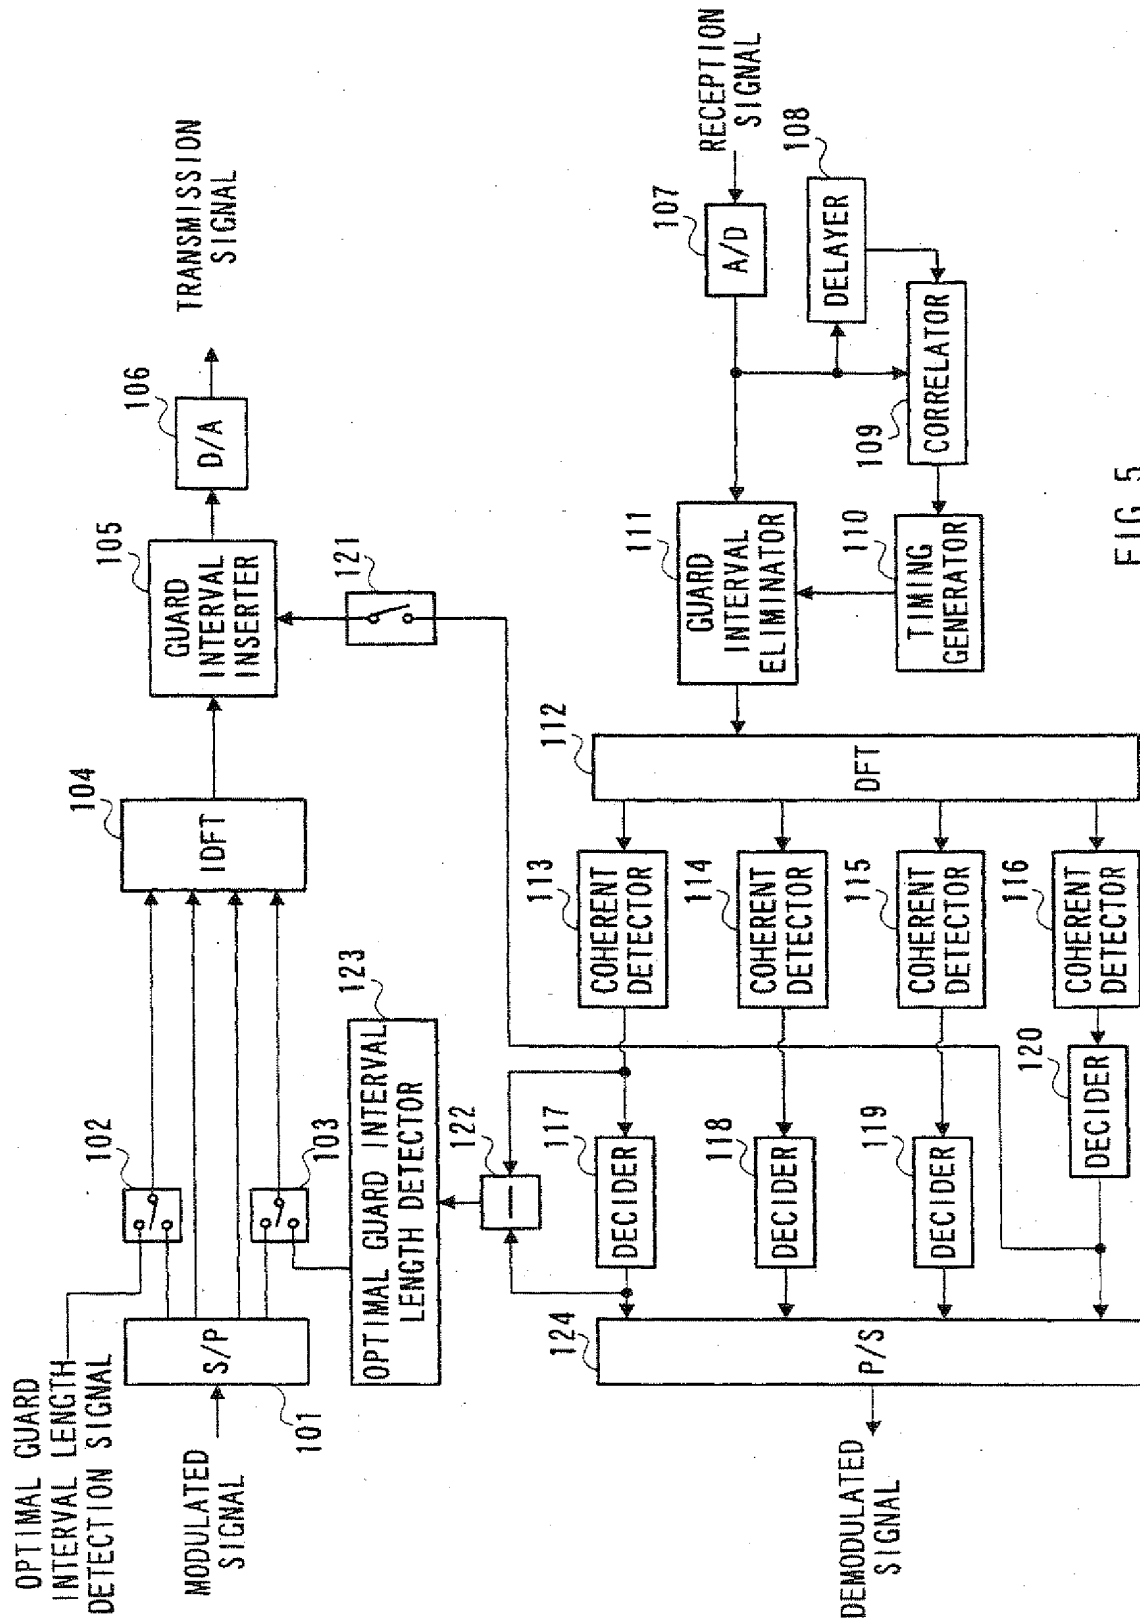 OPTIMAL GUARD
INTERVAL LENGTH
DETECTION SIGNAL
MODULATED
SIGNAL
101
S/P
102
103
104
IDFT
105
GUARD
INTERVAL
INSERTER
106
D/A
TRANSMISSION
SIGNAL
121
123
OPTIMAL GUARD INTERVAL
LENGTH DETECTOR
122
RECEPTION
SIGNAL
107
A/D
108
DELAYER
109
CORRELATOR
110
TIMING
GENERATOR
111
GUARD
INTERVAL
ELIMINATOR
112
DFT
113
COHERENT
DETECTOR
114
COHERENT
DETECTOR
115
COHERENT
DETECTOR
116
COHERENT
DETECTOR
117
DECIDER
118
DECIDER
119
DECIDER
120
DECIDER
124
P/S
DEMODULATED
SIGNAL
FIG. 5